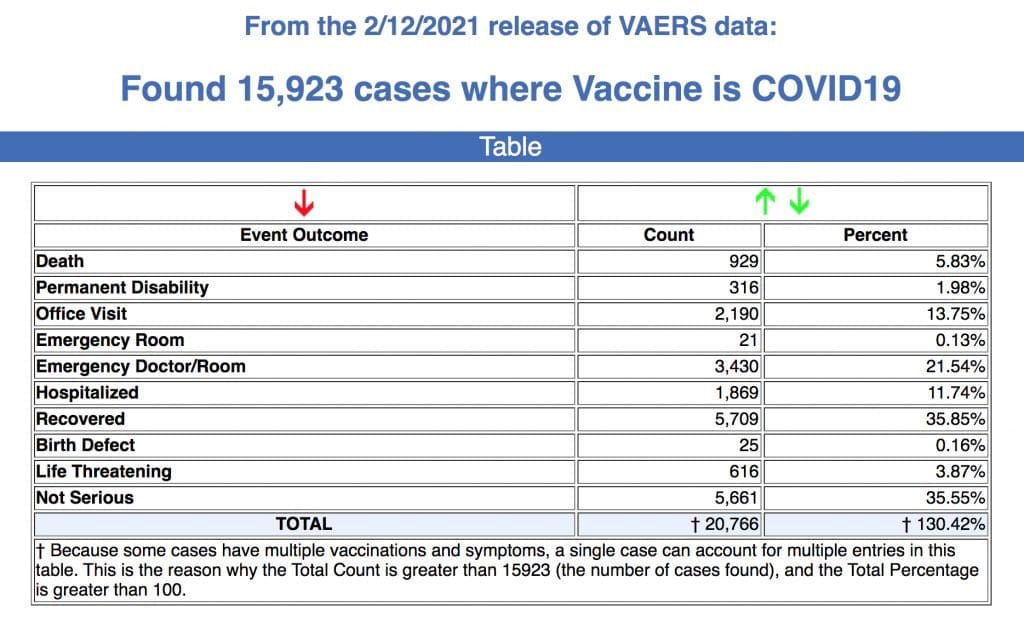 From the 2/12/2021 release of VAERS data:
Found 15,923 cases where Vaccine is COVID19
Table
Event Outcome Count Percent
Death 929 5.83%
Permanent Disability 316 1.98%
Office Visit 2,190 13.75%
Emergency Room 21 0.13%
Emergency Doctor/Room 3,430 21.54%
Hospitalized 1,869 11.74%
Recovered 5,709 35.85%
Birth Defect 25 0.16%
Life Threatening 616 3.87%
Not Serious 5,661 35.55%
TOTAL † 20,766 † 130.42%
† Because some cases have multiple vaccinations and symptoms, a single case can account for multiple entries in this
table. This is the reason why the Total Count is greater than 15923 (the number of cases found), and the Total Percentage
is greater than 100.